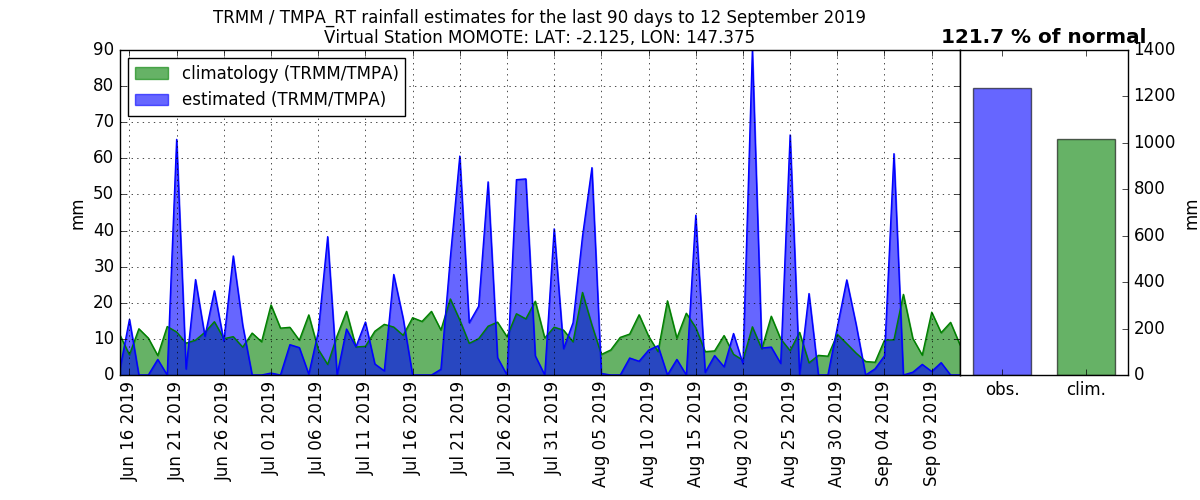 TRMM / TMPA_RT rainfall estimates for the last 90 days to 12 September 2019
Virtual Station MOMOTE: LAT: -2.125, LON: 147.375
121.7 % of normal
climatology (TRMM/TMPA)
estimated (TRMM/TMPA)
mm
90
80
70
60
50
40
30
20
10
0
Jun 16 2019
Jun 21 2019
Jun 26 2019
Jul 01 2019
Jul 06 2019
Jul 11 2019
Jul 16 2019
Jul 21 2019
Jul 26 2019
Jul 31 2019
Aug 05 2019
Aug 10 2019
Aug 15 2019
Aug 20 2019
Aug 25 2019
Aug 30 2019
Sep 04 2019
Sep 09 2019
obs.
clim.
1400
1200
1000
800
600
400
200
0
mm